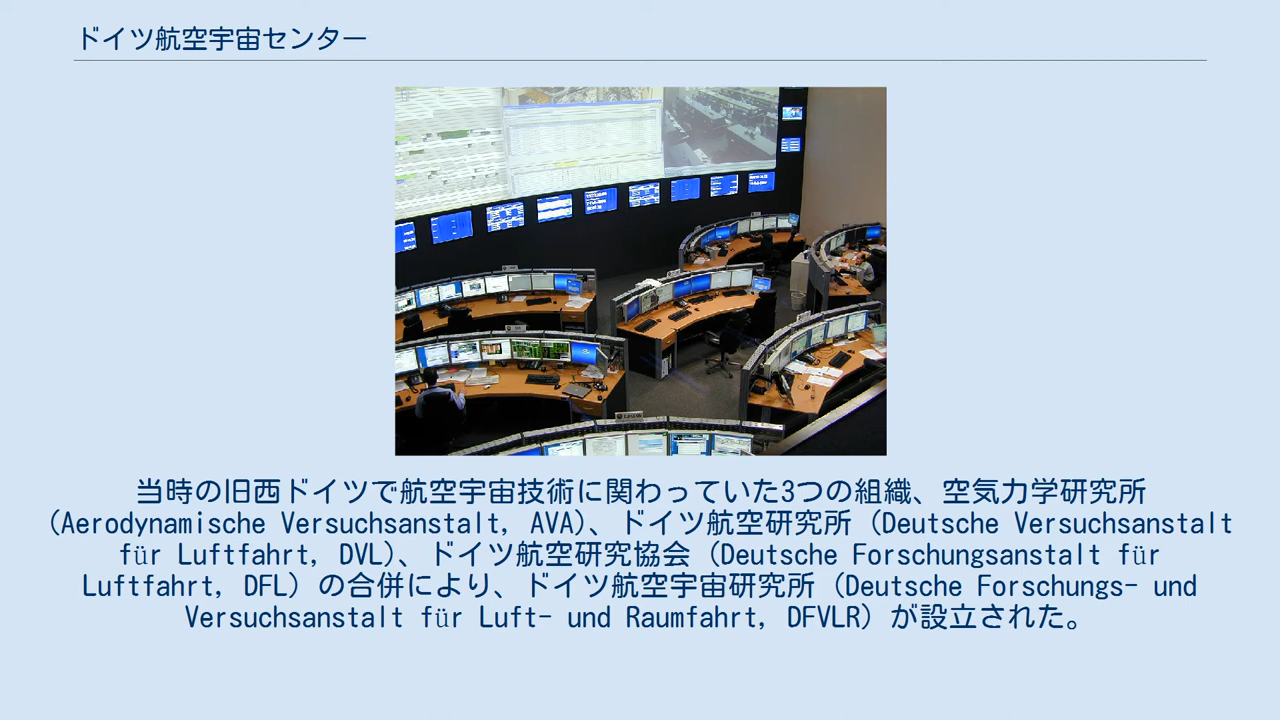 ドイツ航空宇宙センター
当時の旧西ドイツで航空宇宙技術に関わっていた3つの組織、空気力学研究所
(Aerodynamische Versuchsanstalt, AVA)、ドイツ航空研究所（Deutsche Versuchsanstalt
für Luftfahrt, DVL)、ドイツ航空研究協会（Deutsche Forschungsanstalt für
Luftfahrt, DFL）の合併により、ドイツ航空宇宙研究所（Deutsche Forschungs- und
Versuchsanstalt für Luft- und Raumfahrt, DFVLR）が設立された。